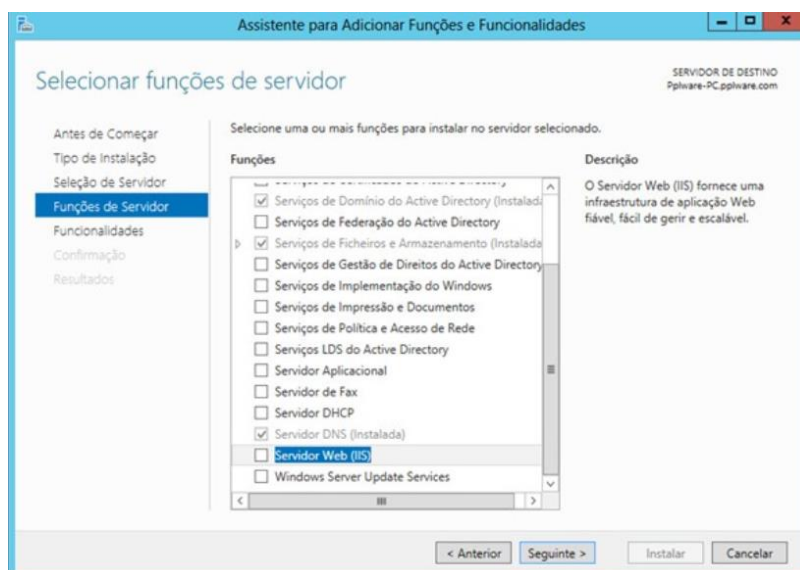 Assistente para Adicionar Funções e Funcionalidades
Selecionar funções de servidor
SERVIDOR DE DESTINO
Pplware-PC.pplware.com
Antes de Começar
Tipo de Instalação
Seleção de Servidor
Funções de Servidor
Funcionalidades
Confirmação
Resultados
Selecione uma ou mais funções para instalar no servidor selecionado.
Funções
Serviços de Domínio do Active Directory (Instalada
Serviços de Federação do Active Directory
Serviços de Ficheiros e Armazenamento (Instalada
Serviços de Gestão de Direitos do Active Directory
Serviços de Implementação do Windows
Serviços de Impressão e Documentos
Serviços de Política e Acesso de Rede
Serviços LDS do Active Directory
Servidor Aplicacional
Servidor de Fax
Servidor DHCP
Servidor DNS (Instalada)
Servidor Web (IIS)
Windows Server Update Services
Descrição
O Servidor Web (IIS) fornece uma
infraestrutura de aplicação Web
fiável, fácil de gerir e escalável.
< Anterior
Seguinte >
Instalar
Cancelar